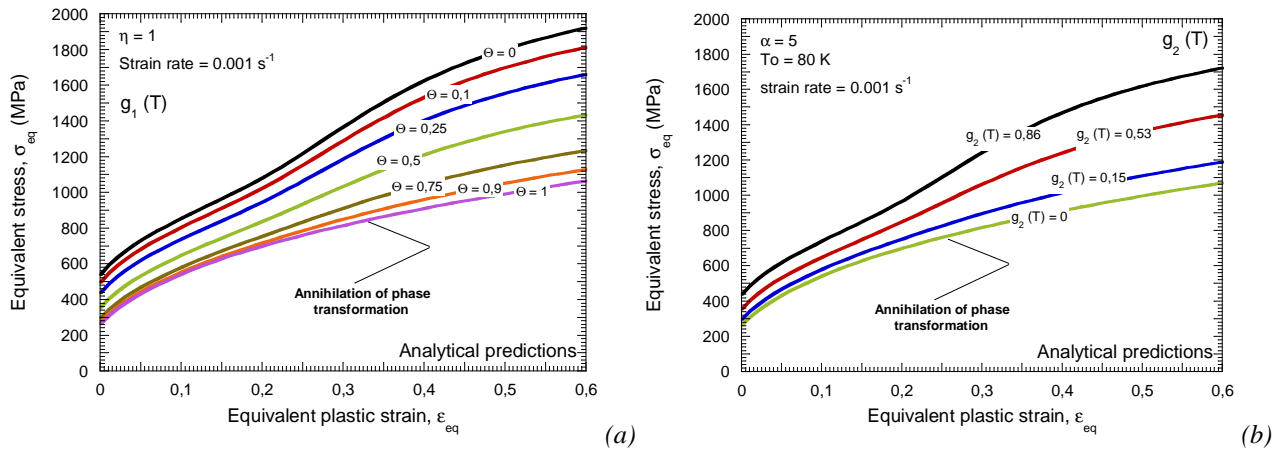 2000
1800
1600
1400
1200
1000
800
600
400
200
0
Equivalent stress, σeq (MPa)
η = 1
Strain rate = 0.001 s-1
g1 (T)
Θ = 0
Θ = 0,1
Θ = 0,25
Θ = 0,5
Θ = 0,75
Θ = 0,9
Θ = 1
Annihilation of phase
transformation
Analytical predictions
0 0,1 0,2 0,3 0,4 0,5 0,6
Equivalent plastic strain, εeq
(a)
2000
1800
1600
1400
1200
1000
800
600
400
200
0
Equivalent stress, σeq (MPa)
α = 5
To = 80 K
strain rate = 0.001 s-1
g2 (T)
g2 (T) = 0,86
g2 (T) = 0,53
g2 (T) = 0,15
g2 (T) = 0
Annihilation of phase
transformation
Analytical predictions
0 0,1 0,2 0,3 0,4 0,5 0,6
Equivalent plastic strain, εeq
(b)